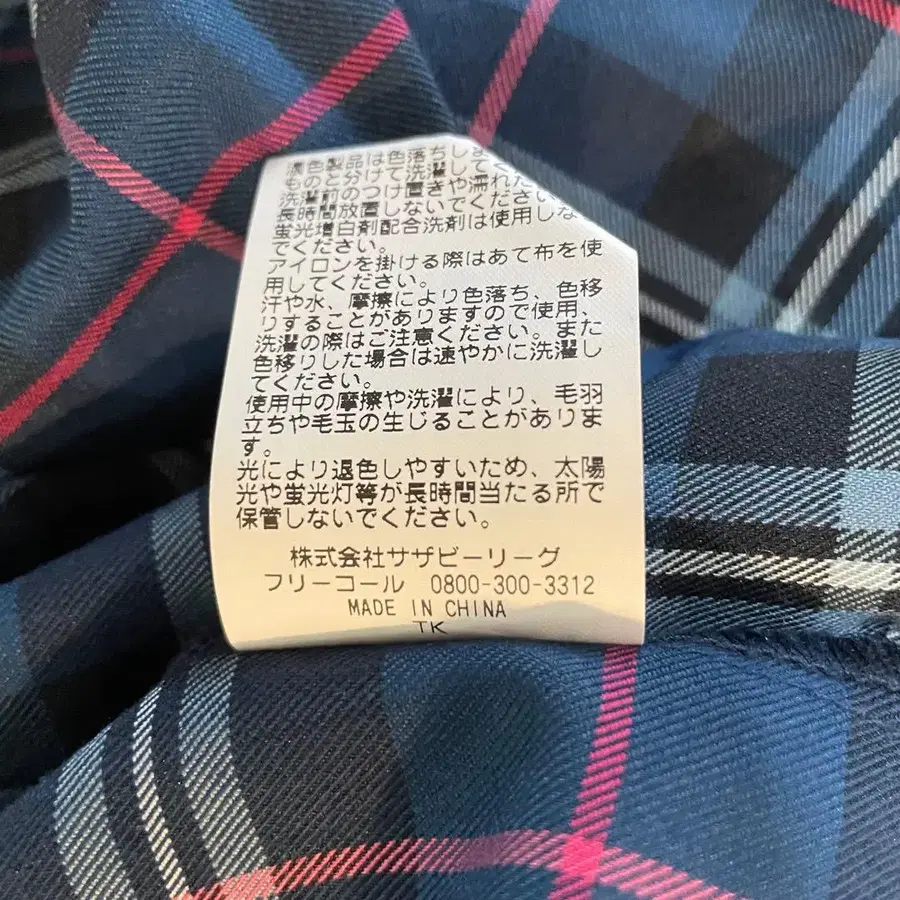 濃色製品は色落ちし
もの と分けて洗濯して
洗濯前のつけ置きや濡れた
長時間放置しないでくださ
蛍光増白剤配合洗剤は使用しな
でください。
アイロンを掛ける際はあて布を使
用してください。
汗や水、摩擦により色落ち、色移
りすることがありますので使用、
洗濯の際はご注意ください。また
色移りした場合は速やかに洗濯し
てください。
使用中の摩擦や洗濯により、毛羽
立ちや毛玉の生じることがありま
す。
光により退色しやすいため、太陽
光や蛍光灯等が長時間当たる所で
保管しないでください。
株式会社サザビーリーグ
フリーコール 0800-300-3312
MADE IN CHINA
TK